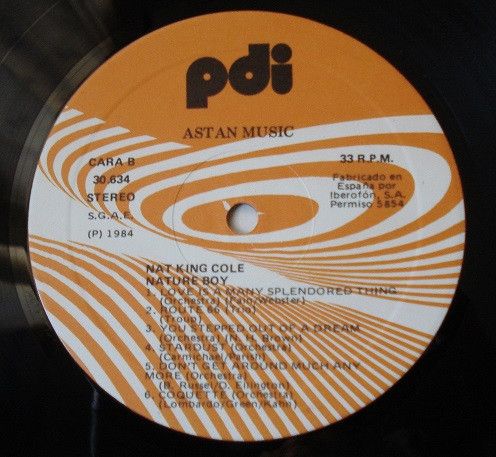 pdi
ASTAN MUSIC
CARA B
30.634
STEREO
S.G.A.E.
(P) 1984
33 R.P.M.
Fabricado en
España por
Iberofón, S.A.
Permiso 5854
NAT KING COLE
NATURE BOY
1. LOVE IS A MANY SPLENDORED THING
(Orchestra) (Fain/Webster)
2. ROUTE 66 (Trio)
(Troup)
3. YOU STEPPED OUT OF A DREAM
(Orchestra) (N. H. Brown)
4. STARDUST (Orchestra)
(Carmichael/Parish)
5. DON'T GET AROUND MUCH ANY
MORE (Orchestra)
(B. Russel/D. Ellington)
6. COQUETTE (Orchestra)
(Lombardo/Green/Kahn)